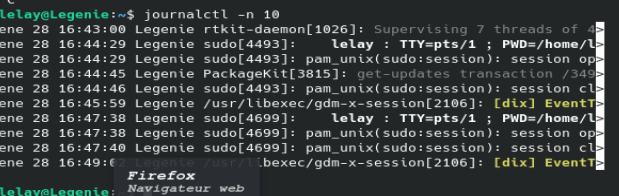 lelay@Legenie:~$ journalctl -n 10
ene 28 16:43:00 Legenie rtkit-daemon[1026]: Supervising 7 threads of 4>
ene 28 16:44:29 Legenie sudo[4493]:    lelay : TTY=pts/1 ; PWD=/home/l>
ene 28 16:44:29 Legenie sudo[4493]: pam_unix(sudo:session): session op>
ene 28 16:44:45 Legenie PackageKit[3815]: get-updates transaction /349>
ene 28 16:44:46 Legenie sudo[4493]: pam_unix(sudo:session): session cl>
ene 28 16:45:59 Legenie /usr/libexec/gdm-x-session[2106]: [dix] EventT>
ene 28 16:47:38 Legenie sudo[4699]:    lelay : TTY=pts/1 ; PWD=/home/l>
ene 28 16:47:38 Legenie sudo[4699]: pam_unix(sudo:session): session op>
ene 28 16:47:40 Legenie sudo[4699]: pam_unix(sudo:session): session cl>
ene 28 16:49:02 Legenie /usr/libexec/gdm-x-session[2106]: [dix] EventT>
Firefox
Navigateur web
lelay@Legenie:~$